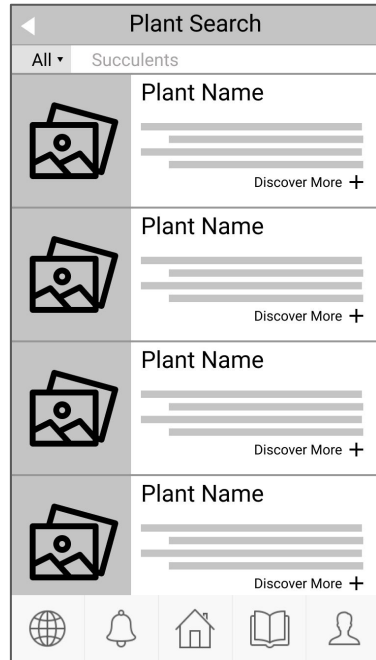 Plant Search
All Succulents
Plant Name
Discover More +
Plant Name
Discover More +
Plant Name
Discover More +
Plant Name
Discover More +